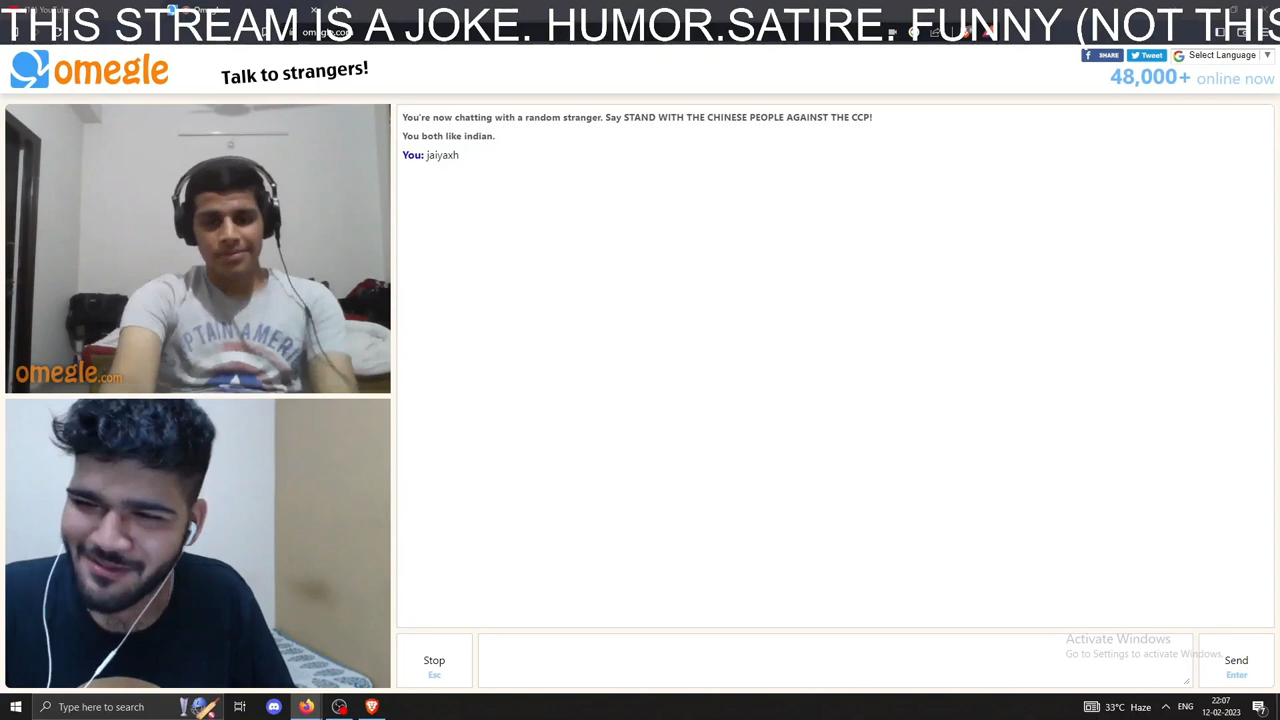 THIS STREAM IS A JOKE. HUMOR.SATIRE. FUNNY (NOT THIS
omegle
Talk to strangers!
SHARE
Tweet
Select Language
48,000+ online now
You're now chatting with a random stranger. Say STAND WITH THE CHINESE PEOPLE AGAINST THE CCP!
You both like indian.
You: jaiyaxh
CAPTAIN AMERI
omegle.com
Activate Windows
Go to Settings to activate Windows.
Stop
Esc
Send
Enter
Type here to search
33°C Haze
ENG
22:07
12-02-2023